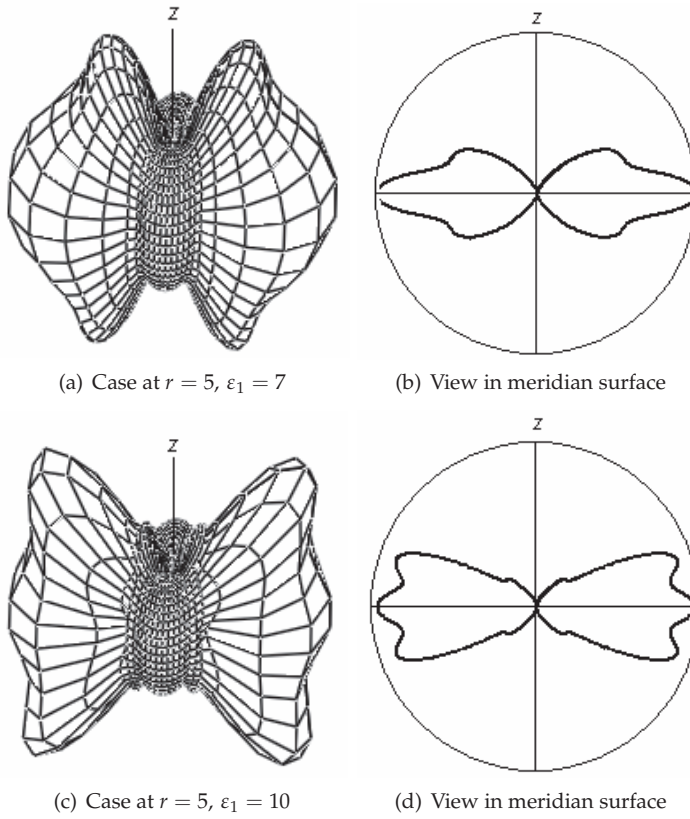 z
z
(a) Case at r = 5, ε₁ = 7
(b) View in meridian surface
z
z
(c) Case at r = 5, ε₁ = 10
(d) View in meridian surface